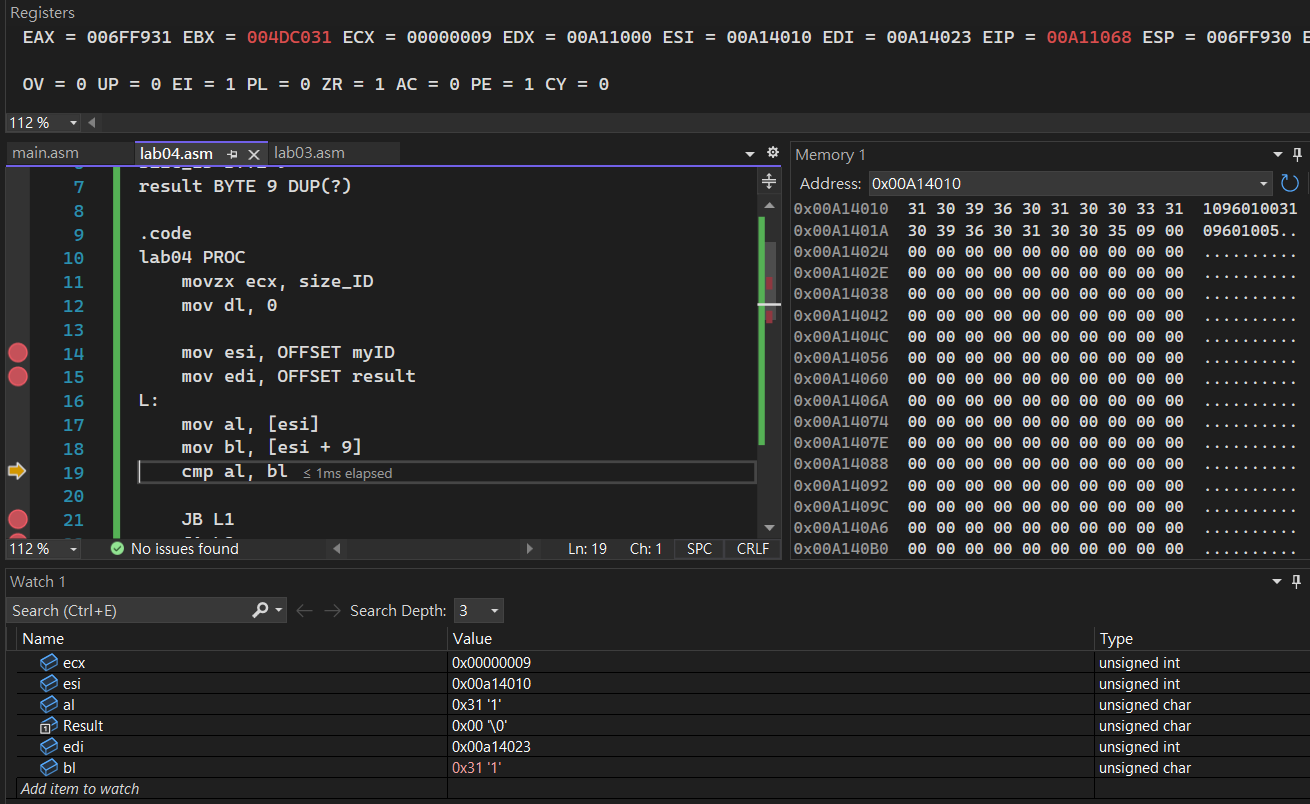 Registers
EAX = 006FF931 EBX = 004DC031 ECX = 00000009 EDX = 00A11000 ESI = 00A14010 EDI = 00A14023 EIP = 00A11068 ESP = 006FF930 E
OV = 0 UP = 0 EI = 1 PL = 0 ZR = 1 AC = 0 PE = 1 CY = 0
112 %
main.asm lab04.asm lab03.asm
7 result BYTE 9 DUP(?)
8
9 .code
10 lab04 PROC
11 movzx ecx, size_ID
12 mov dl, 0
13
14 mov esi, OFFSET myID
15 mov edi, OFFSET result
16 L:
17 mov al, [esi]
18 mov bl, [esi + 9]
19 cmp al, bl ≤ 1ms elapsed
20
21 JB L1
112 % No issues found Ln: 19 Ch: 1 SPC CRLF
Memory 1
Address: 0x00A14010
0x00A14010 31 30 39 36 30 31 30 30 33 31 1096010031
0x00A1401A 30 39 36 30 31 30 30 35 09 00 09601005..
0x00A14024 00 00 00 00 00 00 00 00 00 00 ..........
0x00A1402E 00 00 00 00 00 00 00 00 00 00 ..........
0x00A14038 00 00 00 00 00 00 00 00 00 00 ..........
0x00A14042 00 00 00 00 00 00 00 00 00 00 ..........
0x00A1404C 00 00 00 00 00 00 00 00 00 00 ..........
0x00A14056 00 00 00 00 00 00 00 00 00 00 ..........
0x00A14060 00 00 00 00 00 00 00 00 00 00 ..........
0x00A1406A 00 00 00 00 00 00 00 00 00 00 ..........
0x00A14074 00 00 00 00 00 00 00 00 00 00 ..........
0x00A1407E 00 00 00 00 00 00 00 00 00 00 ..........
0x00A14088 00 00 00 00 00 00 00 00 00 00 ..........
0x00A14092 00 00 00 00 00 00 00 00 00 00 ..........
0x00A1409C 00 00 00 00 00 00 00 00 00 00 ..........
0x00A140A6 00 00 00 00 00 00 00 00 00 00 ..........
0x00A140B0 00 00 00 00 00 00 00 00 00 00 ..........
Watch 1
Search (Ctrl+E) Search Depth: 3
Name Value Type
ecx 0x00000009 unsigned int
esi 0x00a14010 unsigned int
al 0x31 '1' unsigned char
Result 0x00 '\0' unsigned char
edi 0x00a14023 unsigned int
bl 0x31 '1' unsigned char
Add item to watch